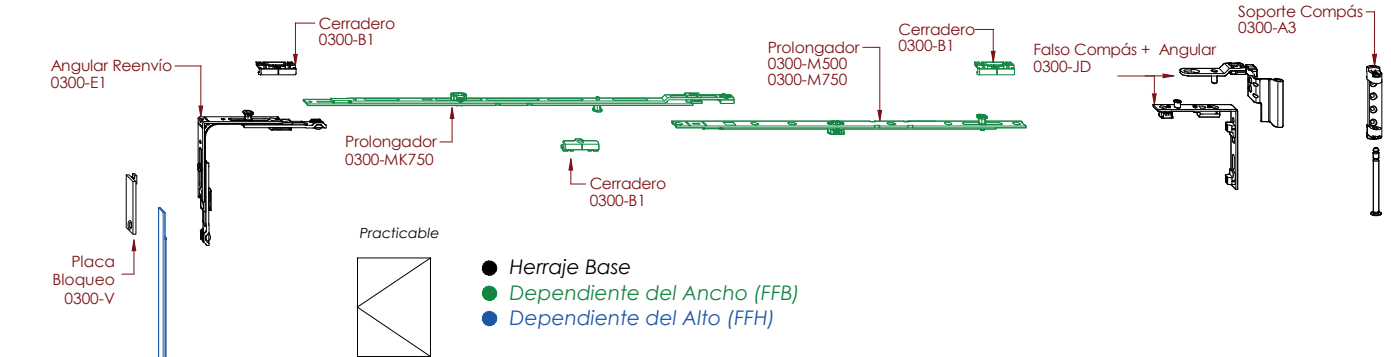 Cerradero
0300-B1
Angular Reenvío
0300-E1
Prolongador
0300-MK750
Cerradero
0300-B1
Prolongador
0300-M500
0300-M750
Cerradero
0300-B1
Falso Compás + Angular
0300-JD
Soporte Compás
0300-A3
Placa
Bloqueo
0300-V
Practicable
Herraje Base
Dependiente del Ancho (FFB)
Dependiente del Alto (FFH)